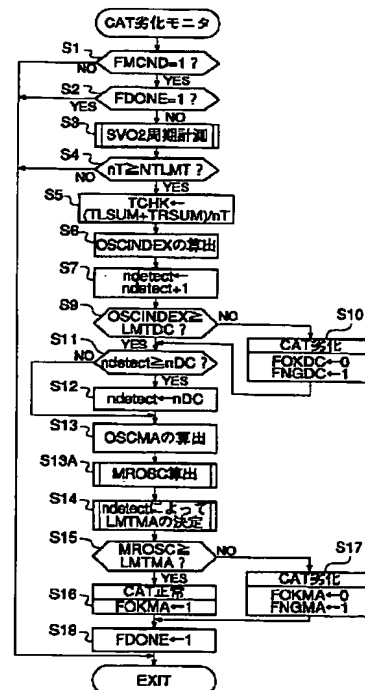 CAT劣化モニタ
S1
FMCND=1 ?
NO
YES
S2
FDONE=1 ?
YES
NO
S3
SVO2周期計測
S4
nT≧NTLMT ?
NO
YES
S5
TCHK←
(TLSUM+TRSUM)/nT
S6
OSCINDEXの算出
S7
ndetect←
ndetect+1
S9
OSCINDEX≧
LMTDC ?
NO
YES
S10
CAT劣化
FOKDC←0
FNGDC←1
S11
NO
ndetect≧nDC ?
YES
S12
ndetect←nDC
S13
OSCMAの算出
S13A
MROSC算出
S14
ndetectによって
LMTMAの決定
S15
MROSC≧
LMTMA ?
NO
YES
S17
CAT劣化
FOKMA←0
FNGMA←1
S16
CAT正常
FOKMA←1
S18
FDONE←1
EXIT